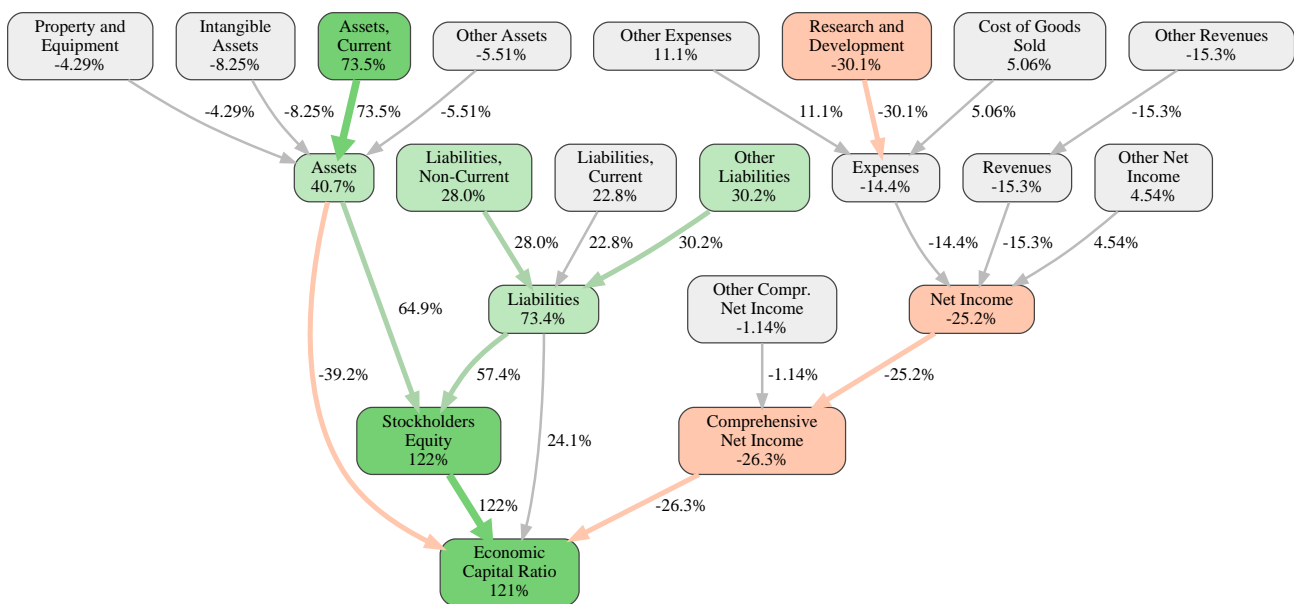 Property and
Equipment
-4.29%
Intangible
Assets
-8.25%
Assets,
Current
73.5%
Other Assets
-5.51%
Other Expenses
11.1%
Research and
Development
-30.1%
Cost of Goods
Sold
5.06%
Other Revenues
-15.3%
-4.29%
-8.25%
73.5%
-5.51%
11.1%
-30.1%
5.06%
-15.3%
Assets
40.7%
Liabilities,
Non-Current
28.0%
Liabilities,
Current
22.8%
Other
Liabilities
30.2%
Expenses
-14.4%
Revenues
-15.3%
Other Net
Income
4.54%
28.0%
22.8%
30.2%
-14.4%
-15.3%
4.54%
64.9%
Liabilities
73.4%
Other Compr.
Net Income
-1.14%
Net Income
-25.2%
-39.2%
57.4%
-1.14%
-25.2%
Stockholders
Equity
122%
24.1%
Comprehensive
Net Income
-26.3%
122%
-26.3%
Economic
Capital Ratio
121%